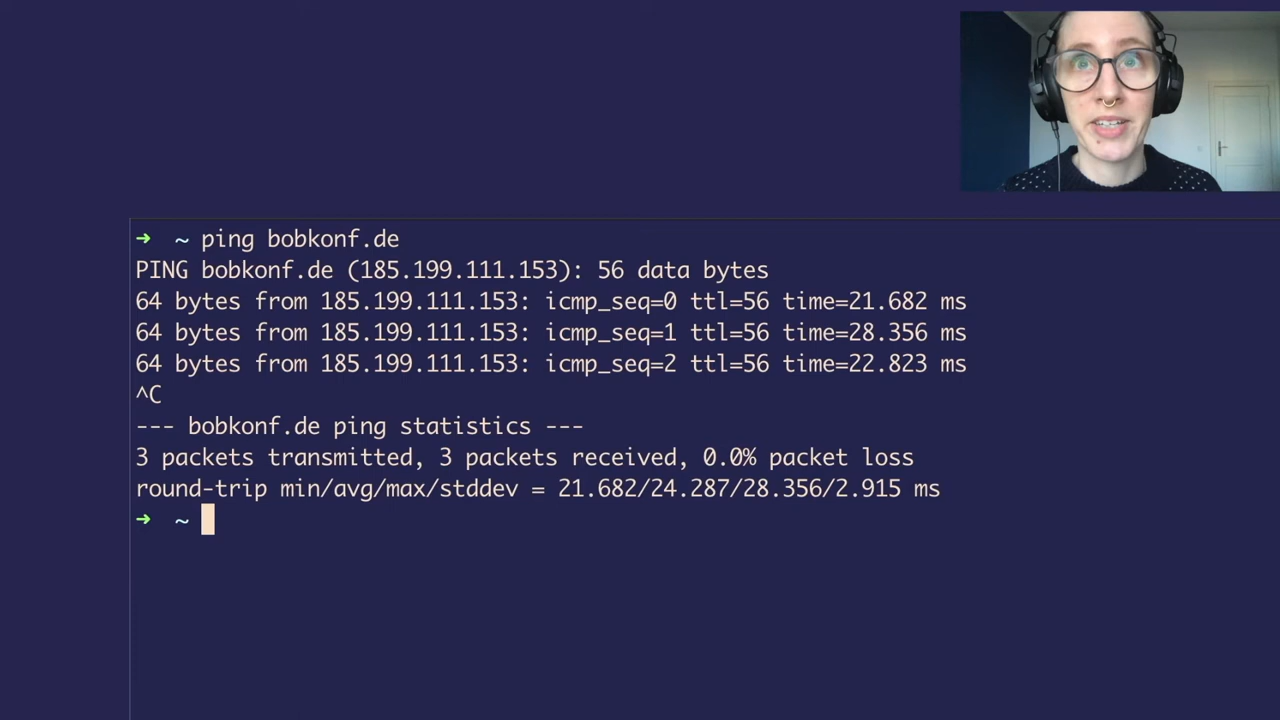 ➜ ~ ping bobkonf.de
PING bobkonf.de (185.199.111.153): 56 data bytes
64 bytes from 185.199.111.153: icmp_seq=0 ttl=56 time=21.682 ms
64 bytes from 185.199.111.153: icmp_seq=1 ttl=56 time=28.356 ms
64 bytes from 185.199.111.153: icmp_seq=2 ttl=56 time=22.823 ms
^C
--- bobkonf.de ping statistics ---
3 packets transmitted, 3 packets received, 0.0% packet loss
round-trip min/avg/max/stddev = 21.682/24.287/28.356/2.915 ms
➜ ~